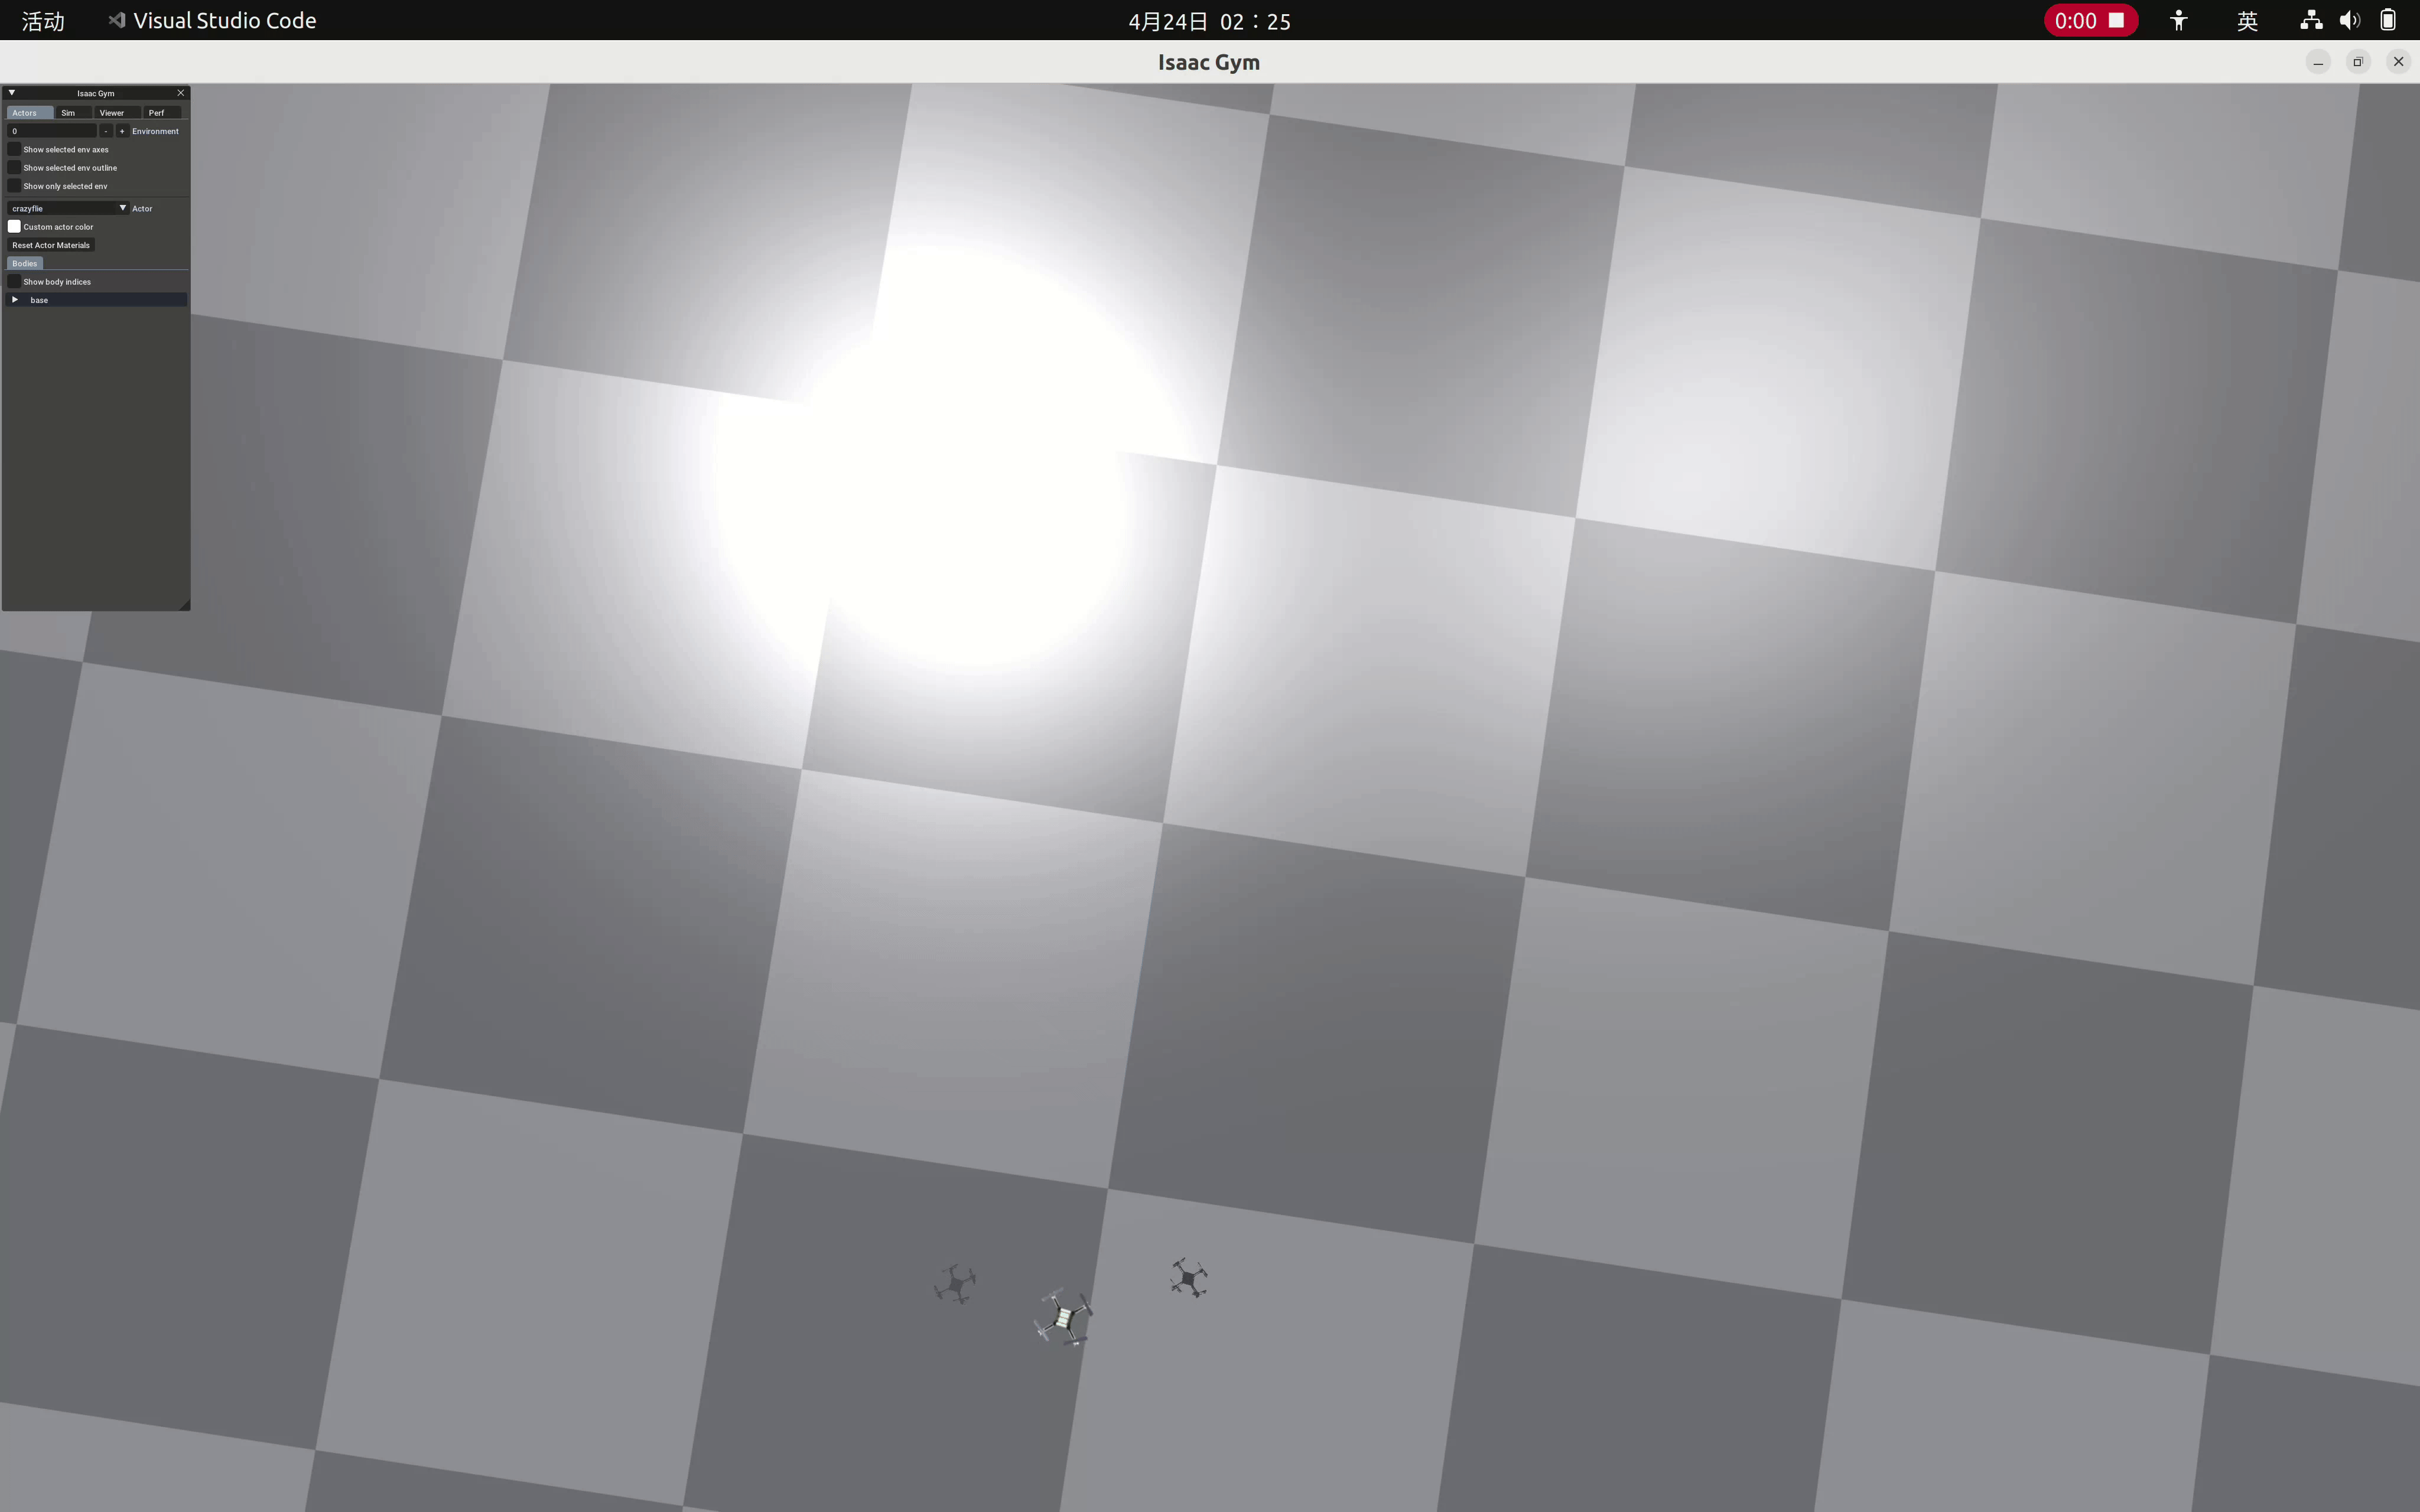 活动 Visual Studio Code 4月24日 02：25 0:00 英
Isaac Gym
Isaac Gym
Actors Sim Viewer Perf
0 - + Environment
Show selected env axes
Show selected env outline
Show only selected env
crazyflie Actor
Custom actor color
Reset Actor Materials
Bodies
Show body indices
base